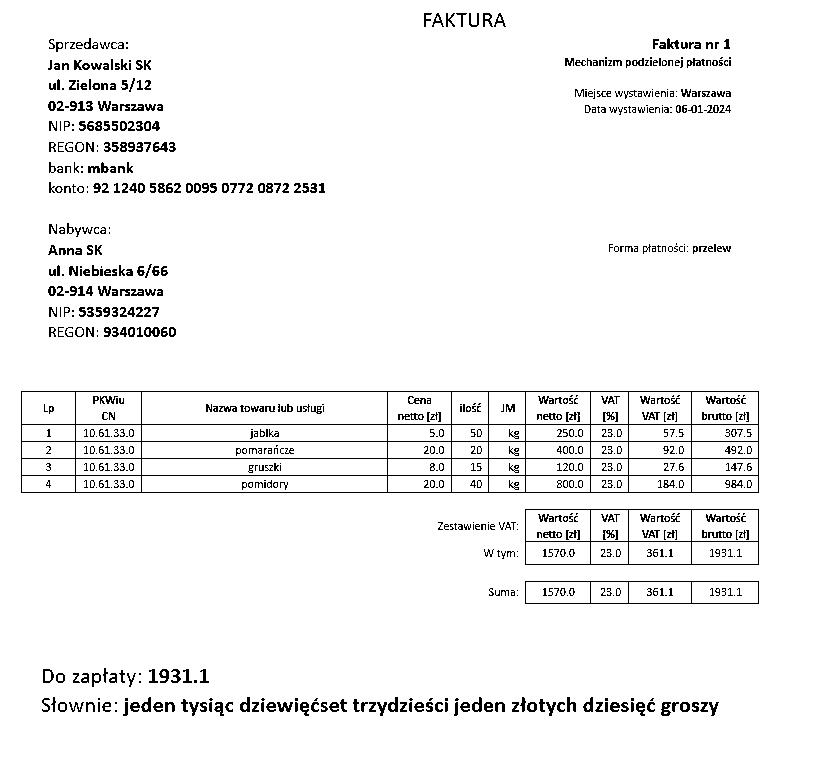 FAKTURA
Sprzedawca:
Jan Kowalski SK
ul. Zielona 5/12
02-913 Warszawa
NIP: 5685502304
REGON: 358937643
bank: mbank
konto: 92 1240 5862 0095 0772 0872 2531
Faktura nr 1
Mechanizm podzielonej płatności
Miejsce wystawienia: Warszawa
Data wystawienia: 06-01-2024
Nabywca:
Anna SK
ul. Niebieska 6/66
02-914 Warszawa
NIP: 5359324227
REGON: 934010060
Forma płatności: przelew
Lp PKWiu CN Nazwa towaru lub usługi Cena netto [zł] ilość JM Wartość netto [zł] VAT [%] Wartość VAT [zł] Wartość brutto [zł]
1 10.61.33.0 jabłka 5.0 50 kg 250.0 23.0 57.5 307.5
2 10.61.33.0 pomarańcze 20.0 20 kg 400.0 23.0 92.0 492.0
3 10.61.33.0 gruszki 8.0 15 kg 120.0 23.0 27.6 147.6
4 10.61.33.0 pomidory 20.0 40 kg 800.0 23.0 184.0 984.0
Zestawienie VAT: Wartość netto [zł] VAT [%] Wartość VAT [zł] Wartość brutto [zł]
W tym: 1570.0 23.0 361.1 1931.1
Suma: 1570.0 23.0 361.1 1931.1
Do zapłaty: 1931.1
Słownie: jeden tysiąc dziewięćset trzydzieści jeden złotych dziesięć groszy